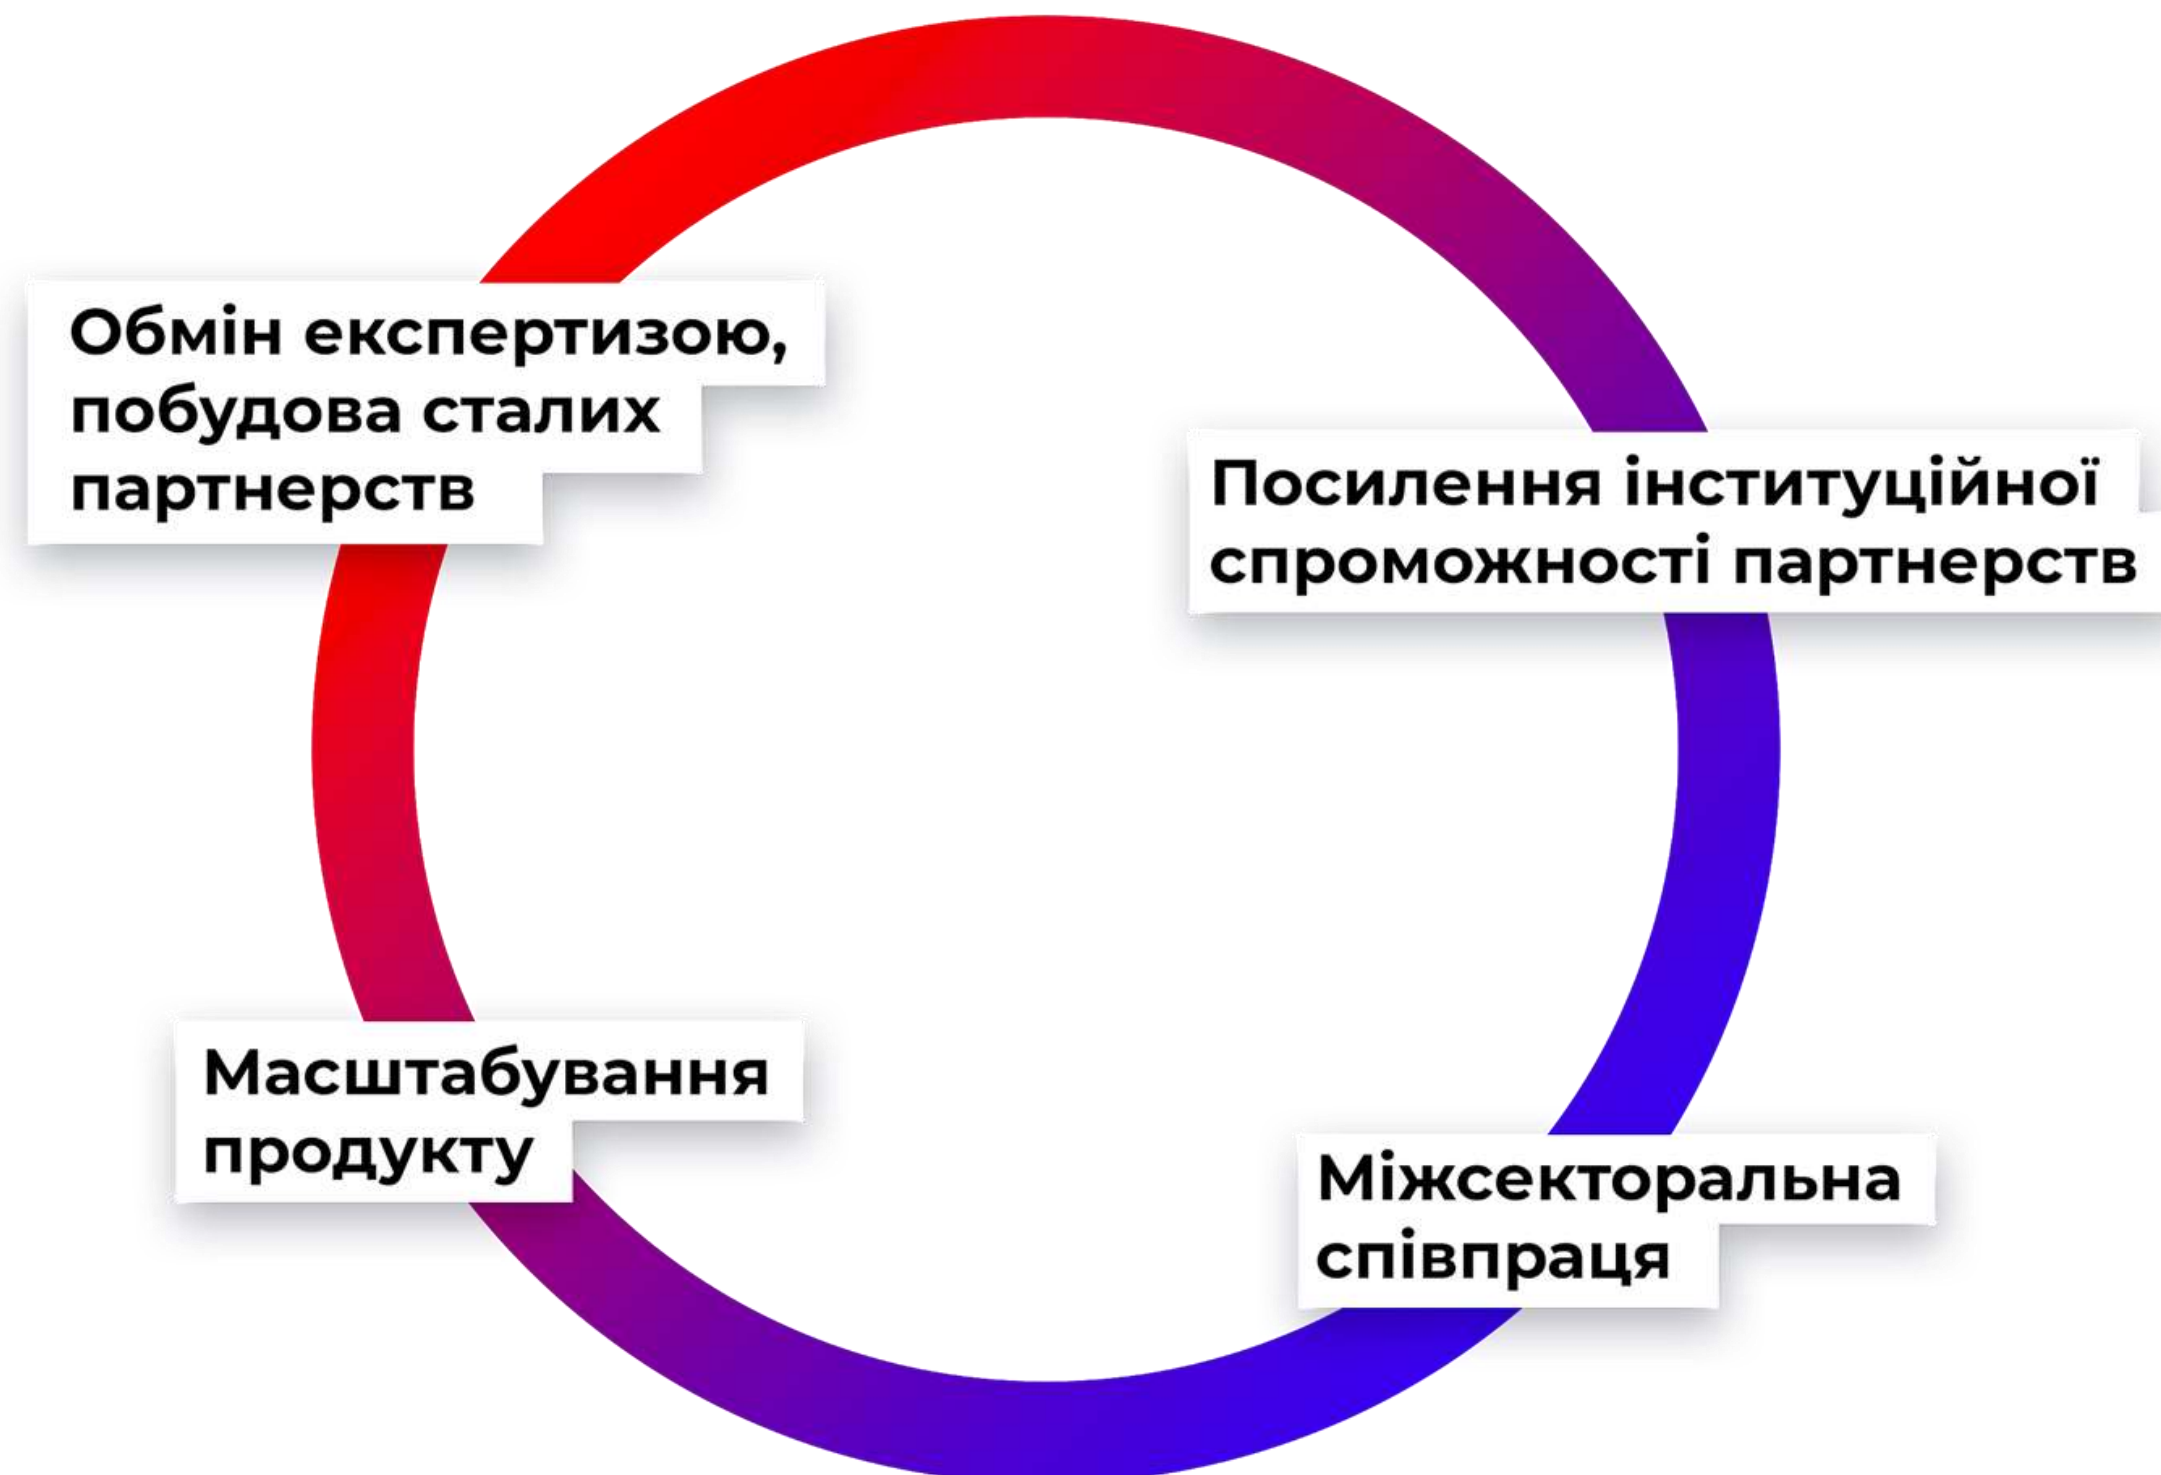 Обмін експертизою,
побудова сталих
партнерств
Посилення інституційної
спроможності партнерств
Масштабування
продукту
Міжсекторальна
співпраця